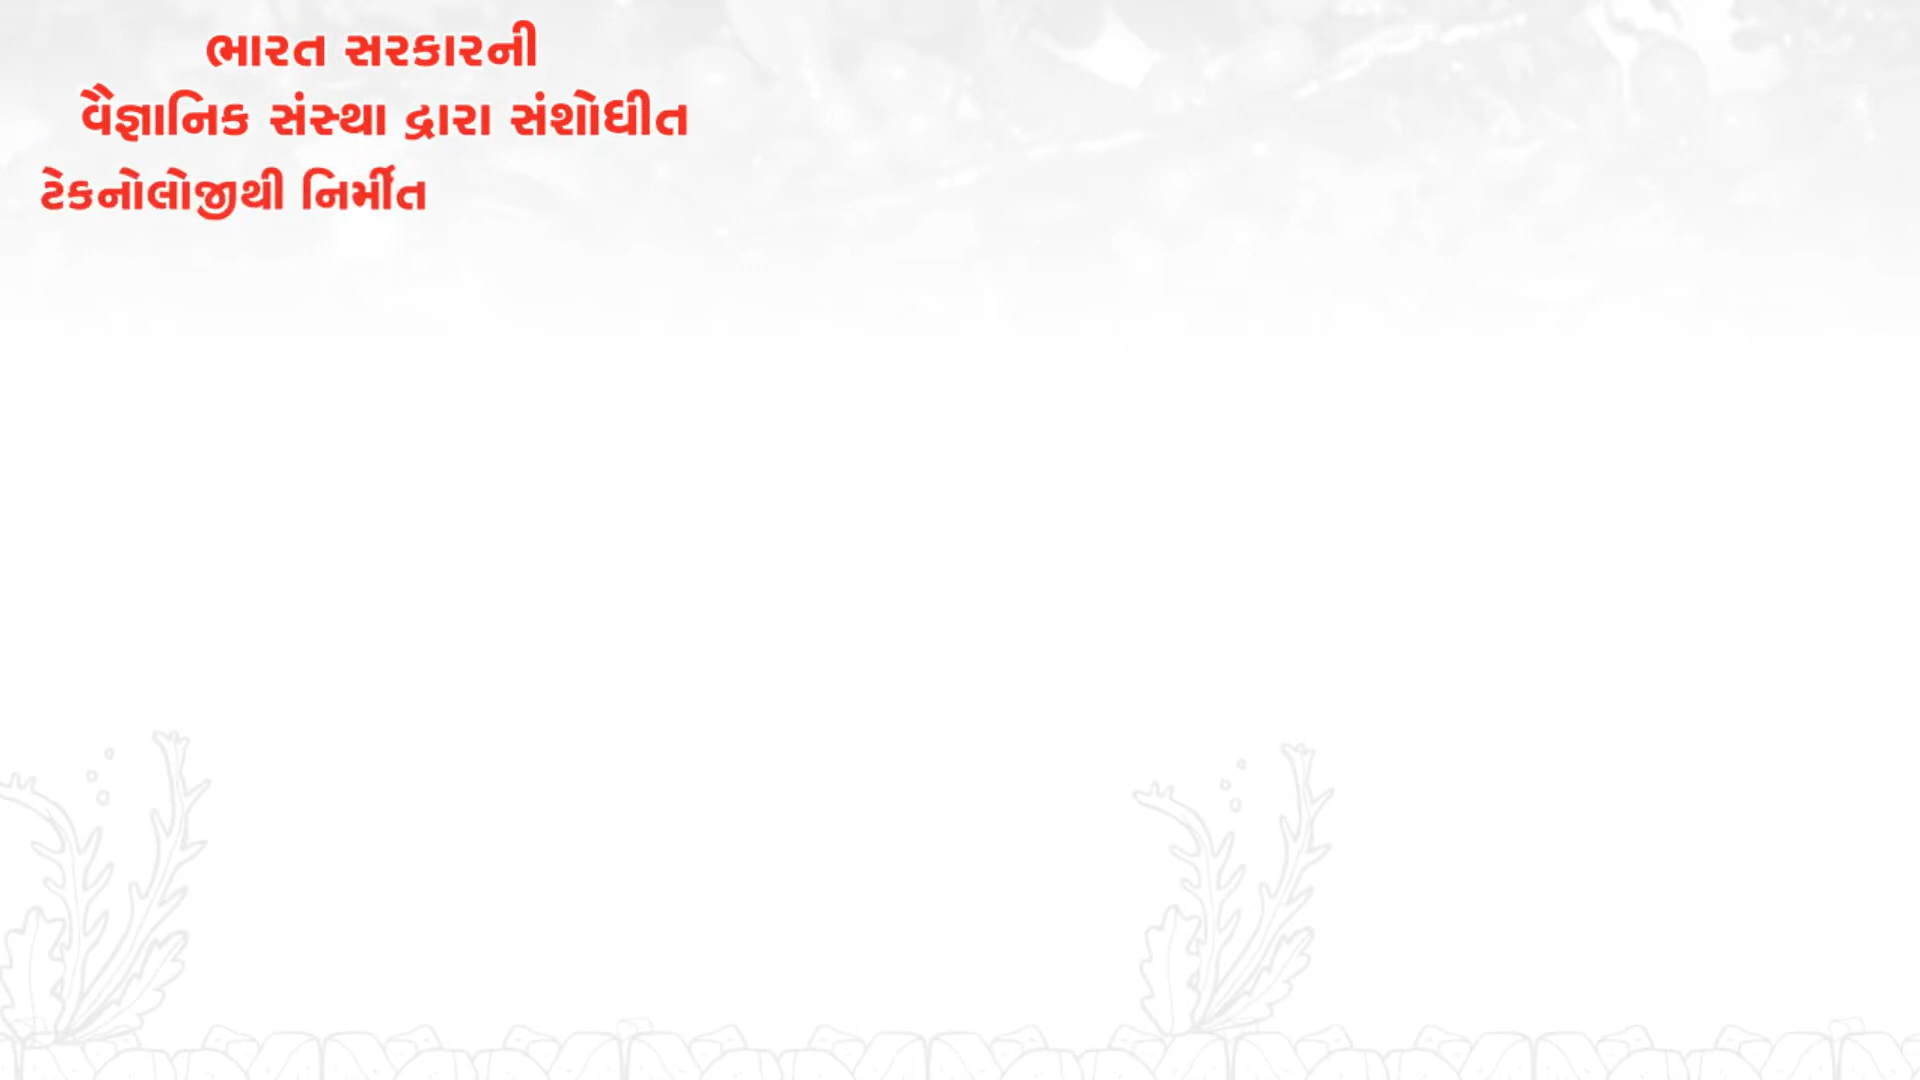 ભારત સરકારની
વૈજ્ઞાનિક સંસ્થા દ્વારા સંશોધીત
ટેકનોલોજીથી નિર્મીત